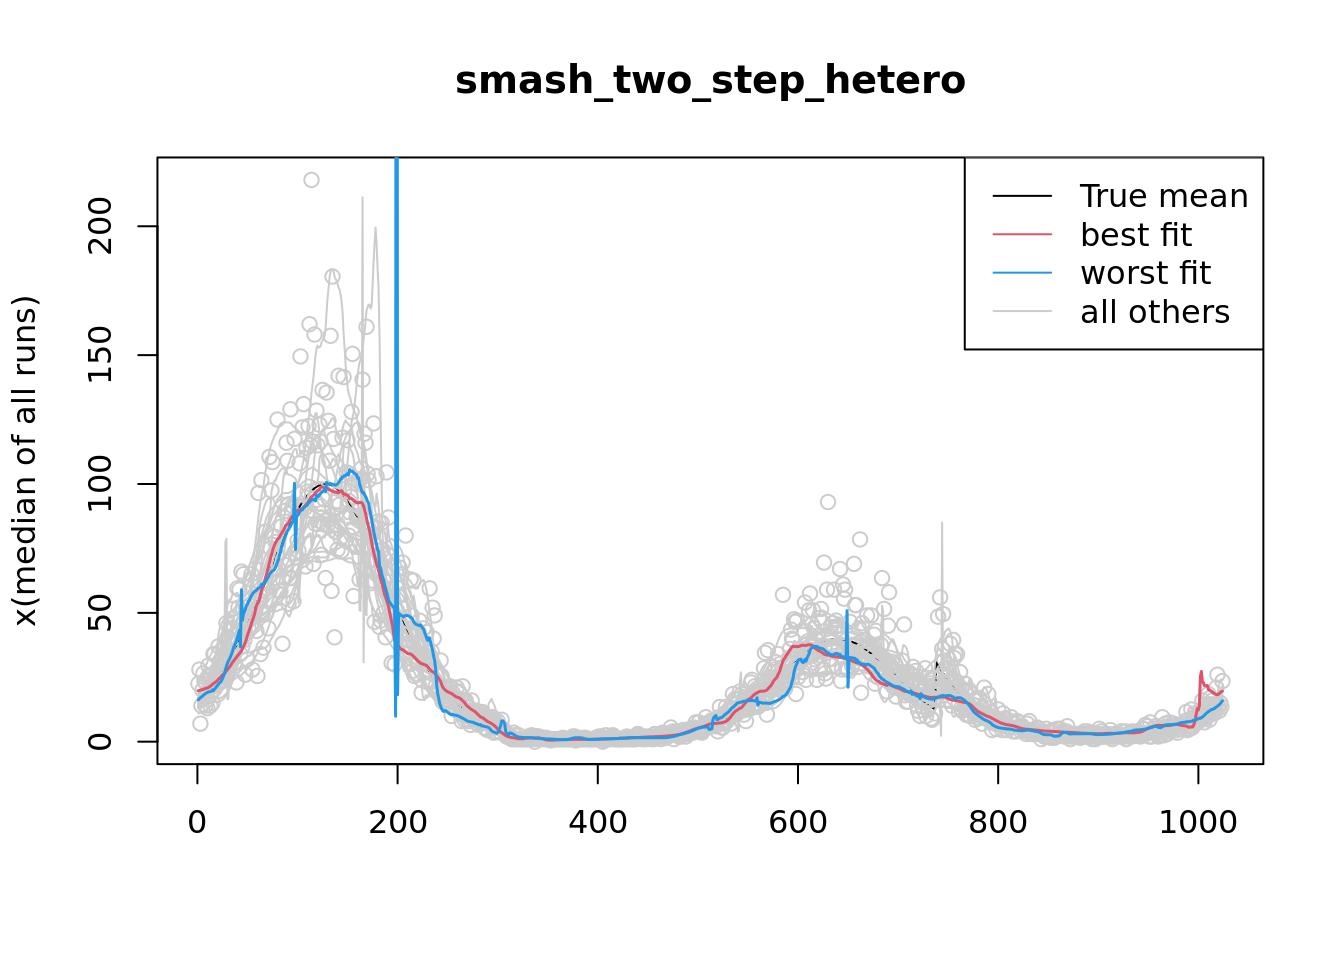 smash_two_step_hetero
x(median of all runs)
200
150
100
50
0
True mean
best fit
worst fit
all others
0 200 400 600 800 1000